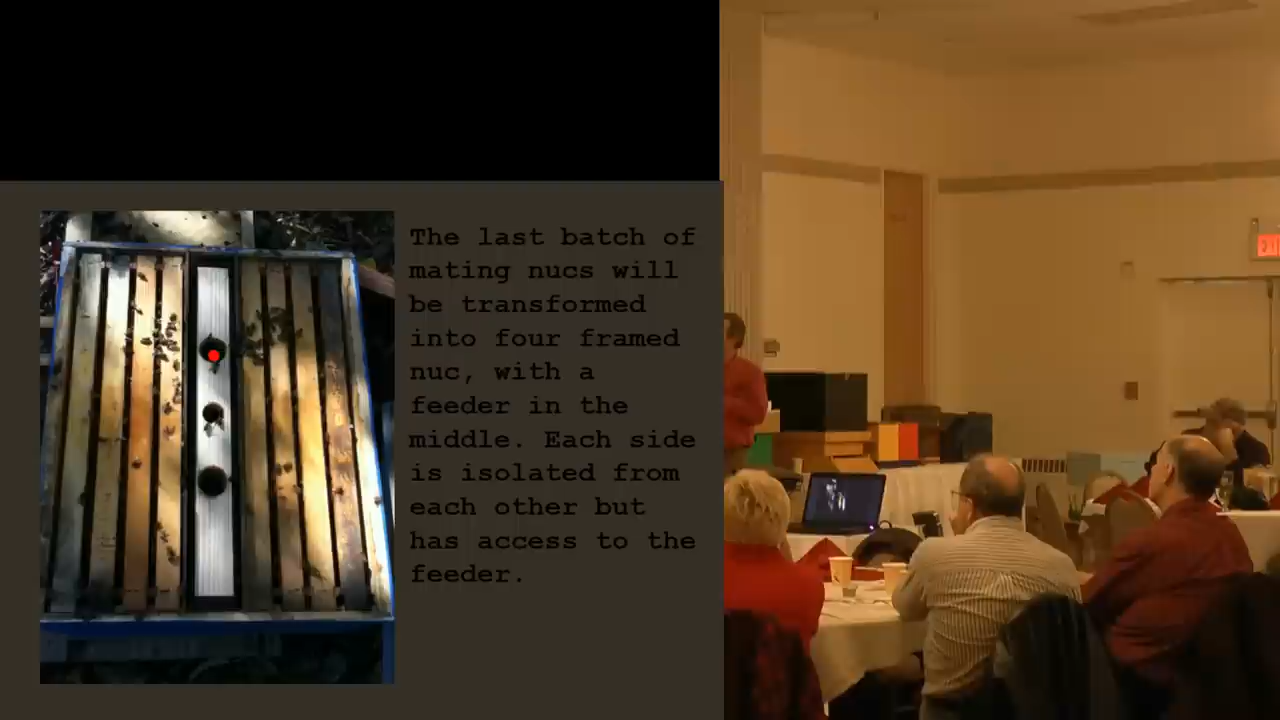 The last batch of
mating nucs will
be transformed
into four framed
nuc, with a
feeder in the
middle. Each side
is isolated from
each other but
has access to the
feeder.